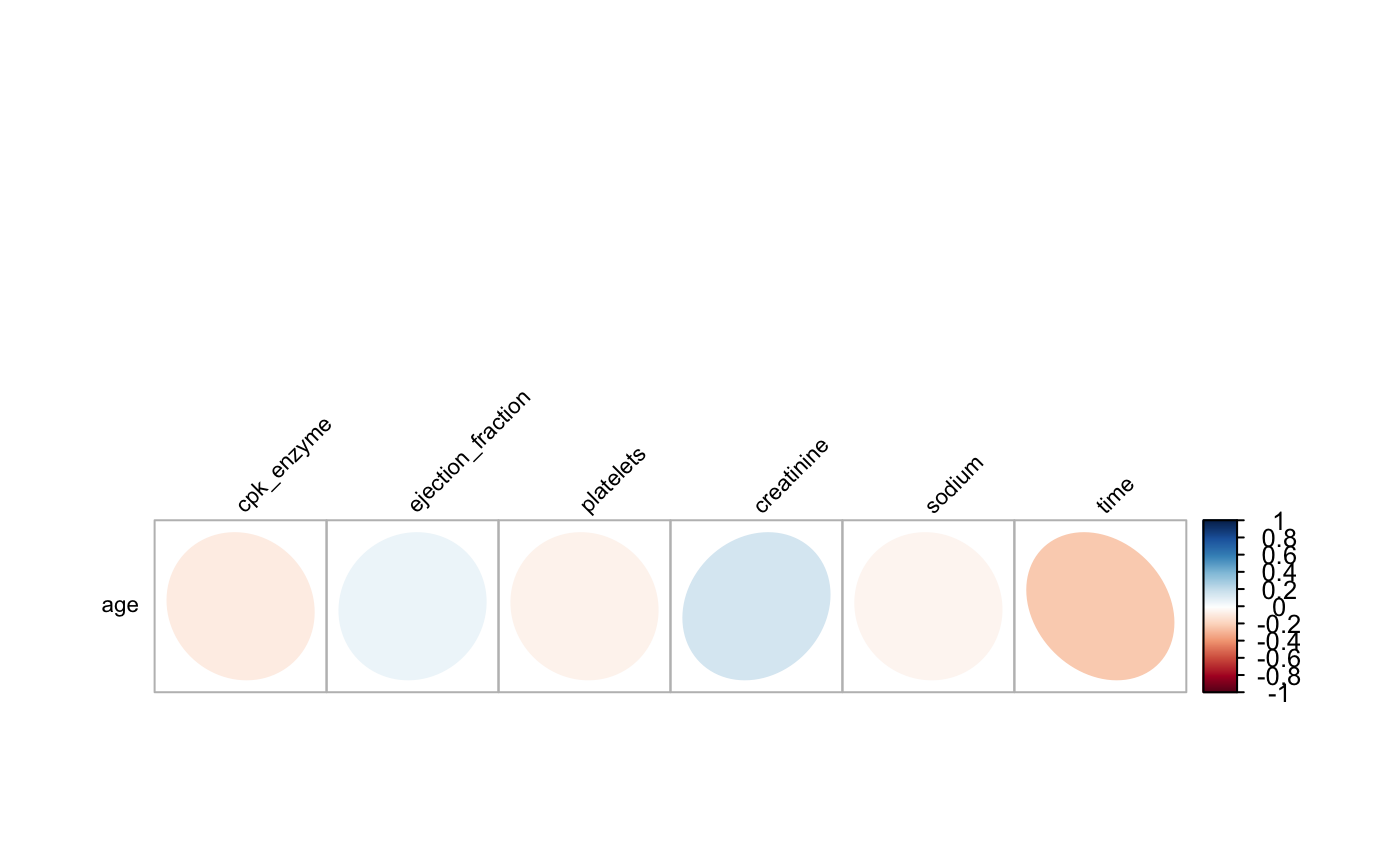 cpk_enzyme
ejection_fraction
platelets
creatinine
sodium
time
age
1
0.8
0.6
0.4
0.2
0
-0.2
-0.4
-0.6
-0.8
-1